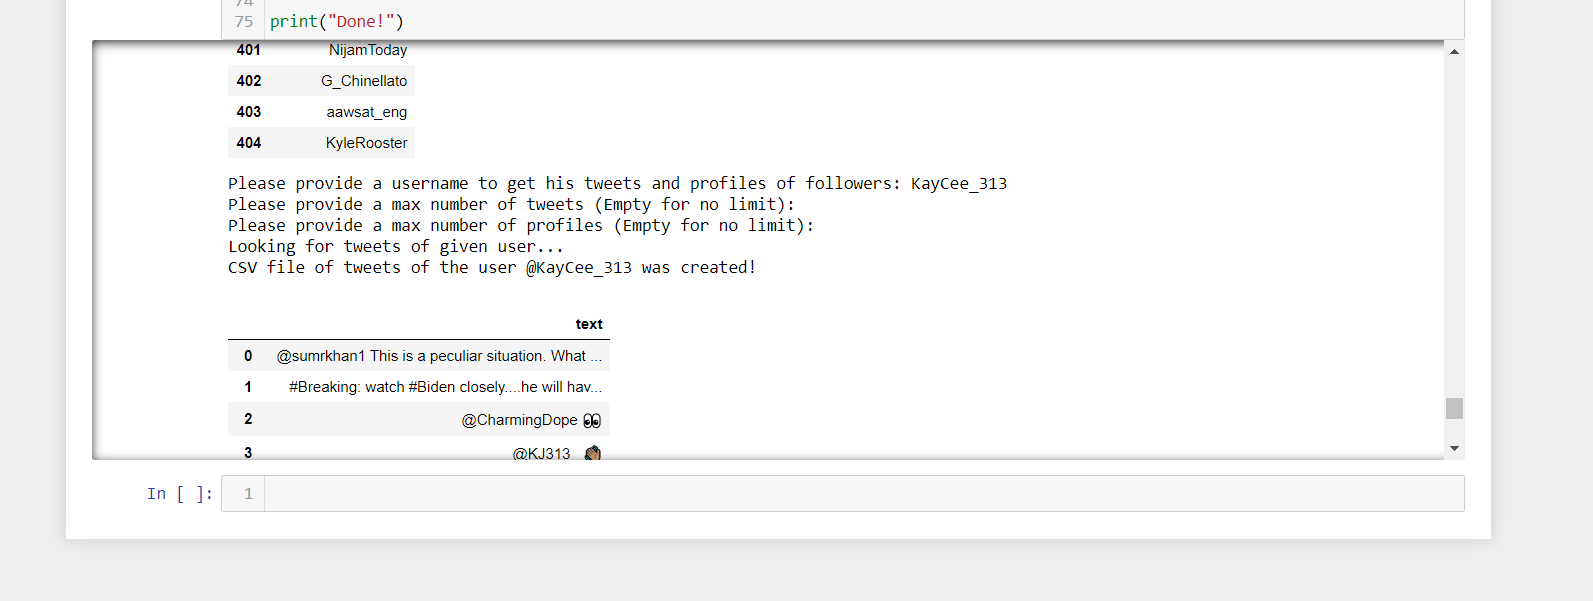 74
75 print("Done!")
401 NijamToday
402 G_Chinellato
403 aawsat_eng
404 KyleRooster
Please provide a username to get his tweets and profiles of followers: KayCee_313
Please provide a max number of tweets (Empty for no limit):
Please provide a max number of profiles (Empty for no limit):
Looking for tweets of given user...
CSV file of tweets of the user @KayCee_313 was created!
text
0 @sumrkhan1 This is a peculiar situation. What ...
1 #Breaking: watch #Biden closely....he will hav...
2 @CharmingDope 👀
3 @KJ313 👏🏾
In [ ]: 1